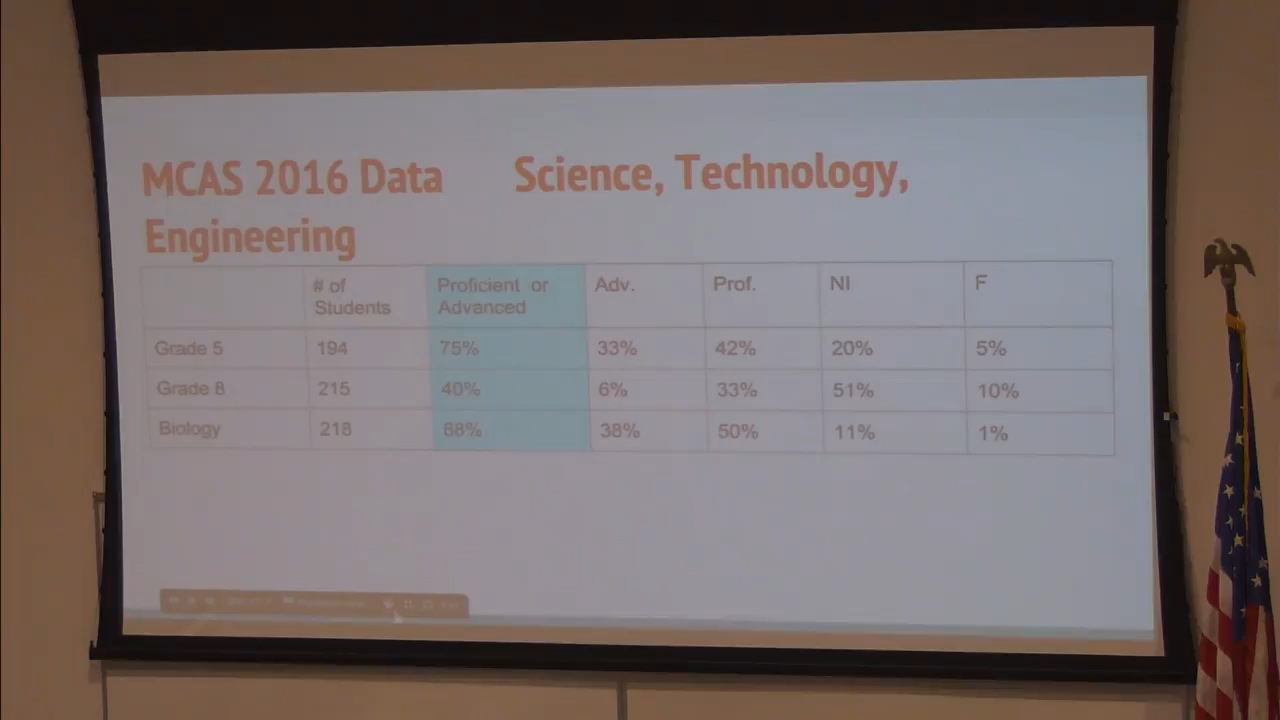 MCAS 2016 Data Science, Technology,
Engineering
# of Students Proficient or Advanced Adv. Prof. NI F
Grade 5 194 75% 33% 42% 20% 5%
Grade 8 215 40% 6% 33% 51% 10%
Biology 218 88% 38% 50% 11% 1%